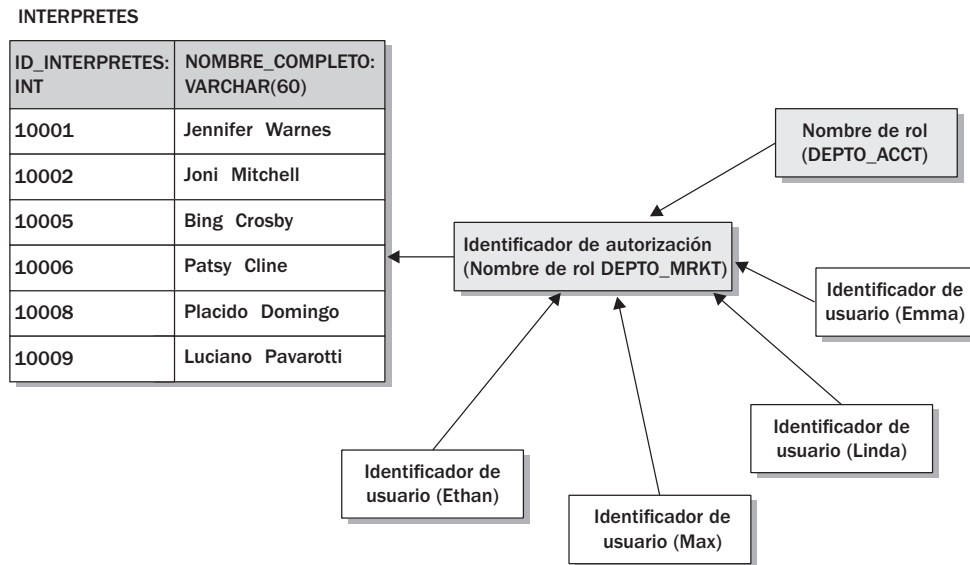 INTERPRETES
ID_INTERPRETES: NOMBRE_COMPLETO:
INT VARCHAR(60)
10001 Jennifer Warnes
10002 Joni Mitchell
10005 Bing Crosby
10006 Patsy Cline
10008 Placido Domingo
10009 Luciano Pavarotti
Nombre de rol
(DEPTO_ACCT)
Identificador de autorización
(Nombre de rol DEPTO_MRKT)
Identificador de
usuario (Emma)
Identificador de
usuario (Linda)
Identificador de
usuario (Ethan)
Identificador de
usuario (Max)